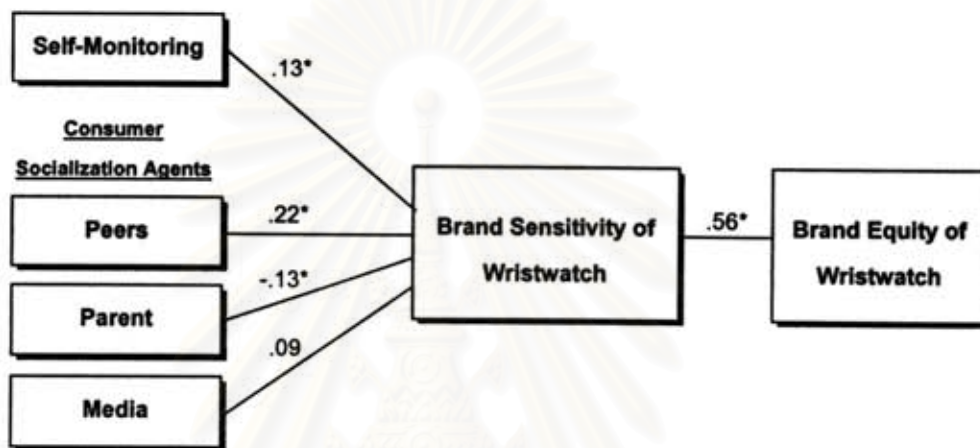 Self-Monitoring
.13*
Consumer
Socialization Agents
Peers
.22*
Parent
-.13*
Media
.09
Brand Sensitivity of
Wristwatch
.56*
Brand Equity of
Wristwatch